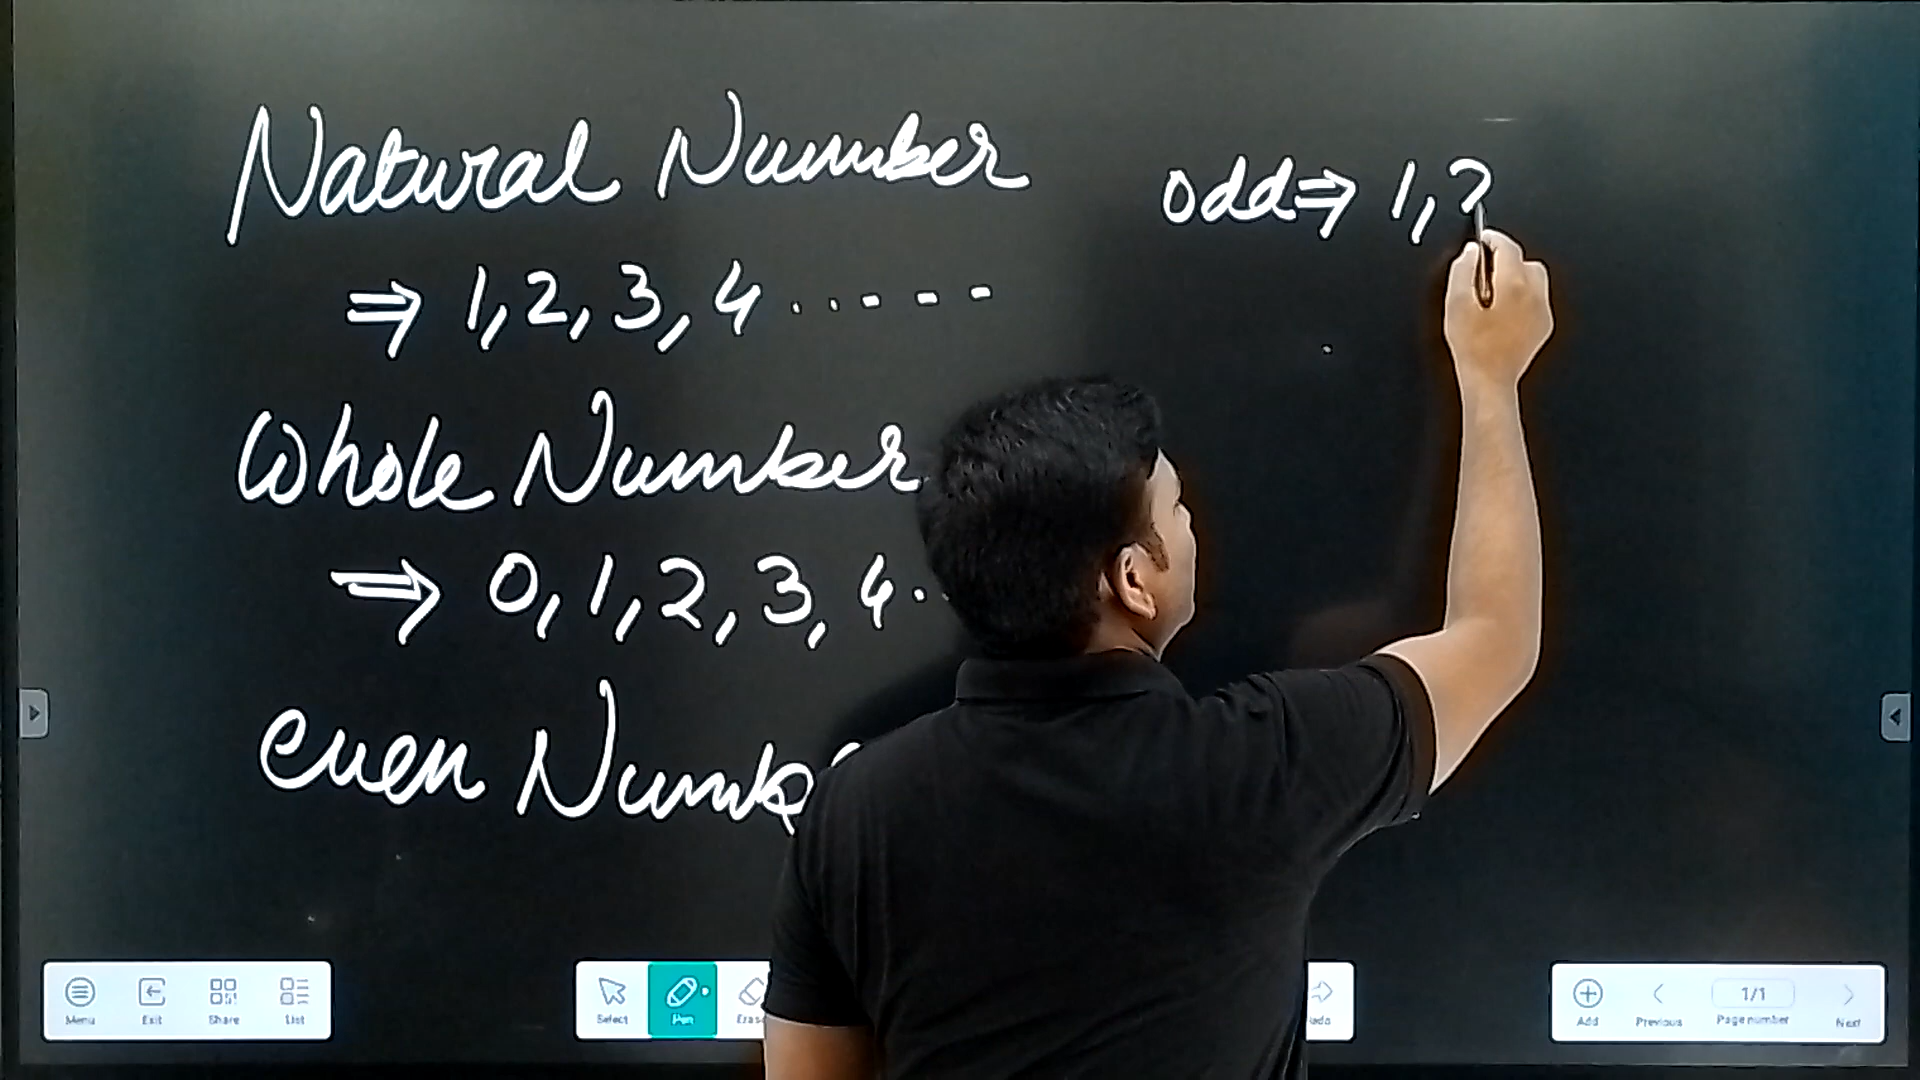 Natural Number
⇒ 1, 2, 3, 4 . . - - -
Whole Number
⇒ 0, 1, 2, 3, 4 . .
even
odd ⇒ 1,
Menu Exit Share List
Select Pen
Add Previous 1/1 Page number Next